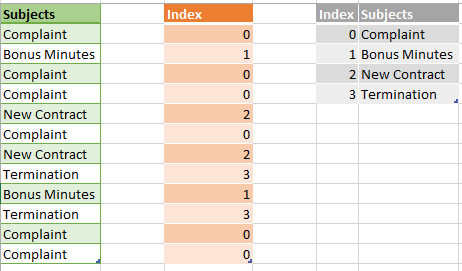 Subjects Index Index Subjects
Complaint 0 0 Complaint
Bonus Minutes 1 1 Bonus Minutes
Complaint 0 2 New Contract
Complaint 0 3 Termination
New Contract 2
Complaint 0
New Contract 2
Termination 3
Bonus Minutes 1
Termination 3
Complaint 0
Complaint 0